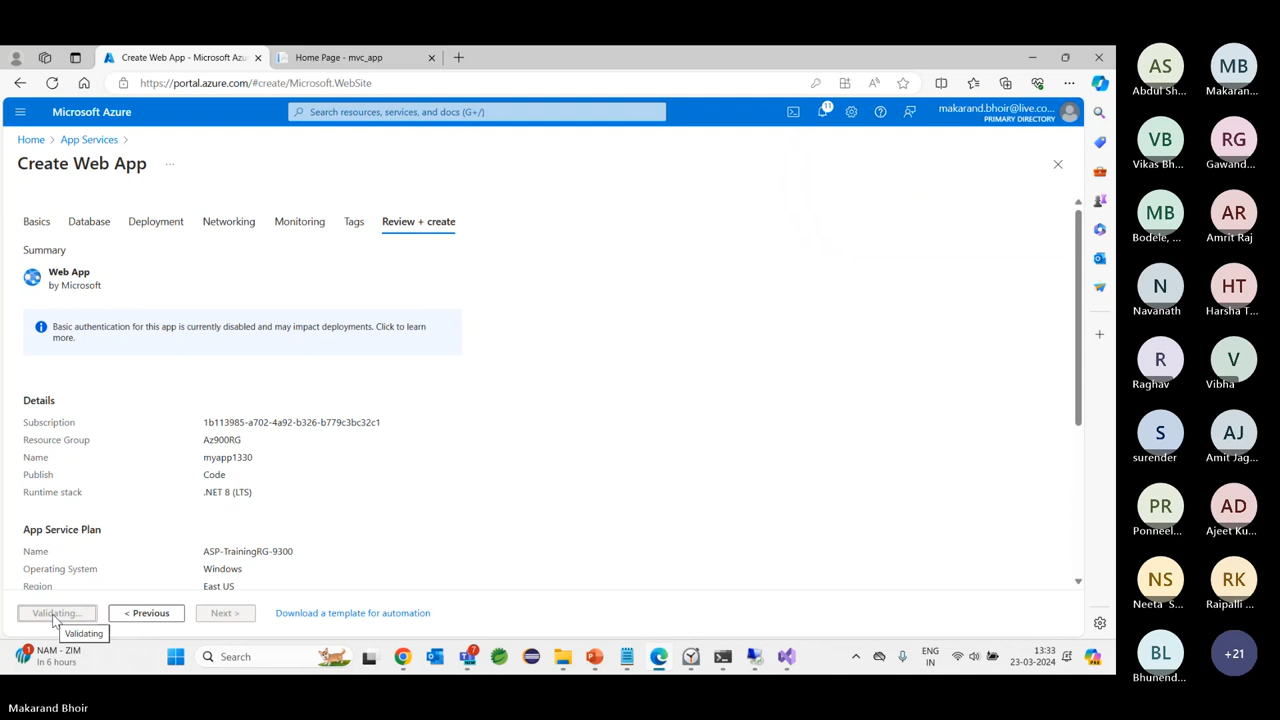 Create Web App - Microsoft Azu
Home Page - mvc_app
https://portal.azure.com/#create/Microsoft.WebSite
Microsoft Azure
Search resources, services, and docs (G+/)
11
makarand.bhoir@live.co...
PRIMARY DIRECTORY
Home > App Services >
Create Web App
...
Basics
Database
Deployment
Networking
Monitoring
Tags
Review + create
Summary
Web App
by Microsoft
Basic authentication for this app is currently disabled and may impact deployments. Click to learn
more.
Details
Subscription 1b113985-a702-4a92-b326-b779c3bc32c1
Resource Group Az900RG
Name myapp1330
Publish Code
Runtime stack .NET 8 (LTS)
App Service Plan
Name ASP-TrainingRG-9300
Operating System Windows
Region East US
Validating...
< Previous
Next >
Download a template for automation
Validating
1
NAM - ZIM
In 6 hours
Search
7
ENG
IN
13:33
23-03-2024
Makarand Bhoir
AS
Abdul Sh...
MB
Makaran...
VB
Vikas Bh...
RG
Gawand...
MB
Bodele, ...
AR
Amrit Raj
N
Navanath
HT
Harsha T...
R
Raghav
V
Vibha
S
surender
AJ
Amit Jag...
PR
Ponneel...
AD
Ajeet Ku...
NS
Neeta S...
RK
Raipalli ...
BL
Bhunend...
+21